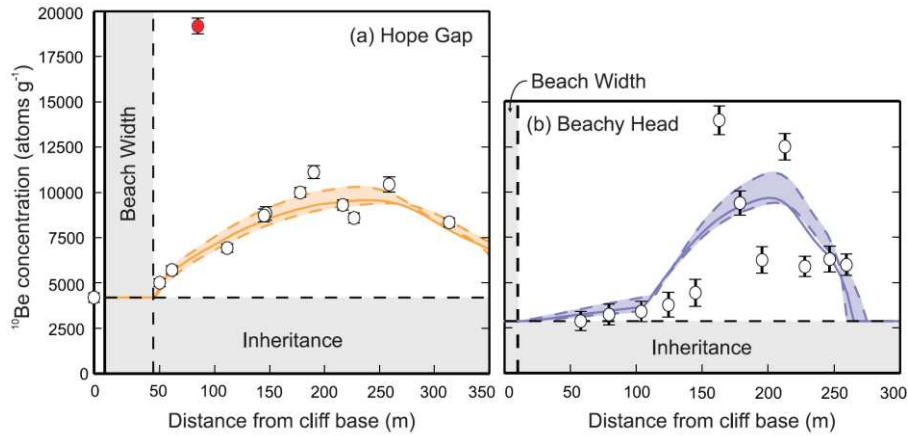 20000
17500
15000
12500
10000
7500
5000
2500
0
¹⁰Be concentration (atoms g⁻¹)
(a) Hope Gap
Beach Width
Inheritance
0 50 100 150 200 250 300 350
Distance from cliff base (m)
Beach Width
(b) Beachy Head
Inheritance
0 50 100 150 200 250 300
Distance from cliff base (m)